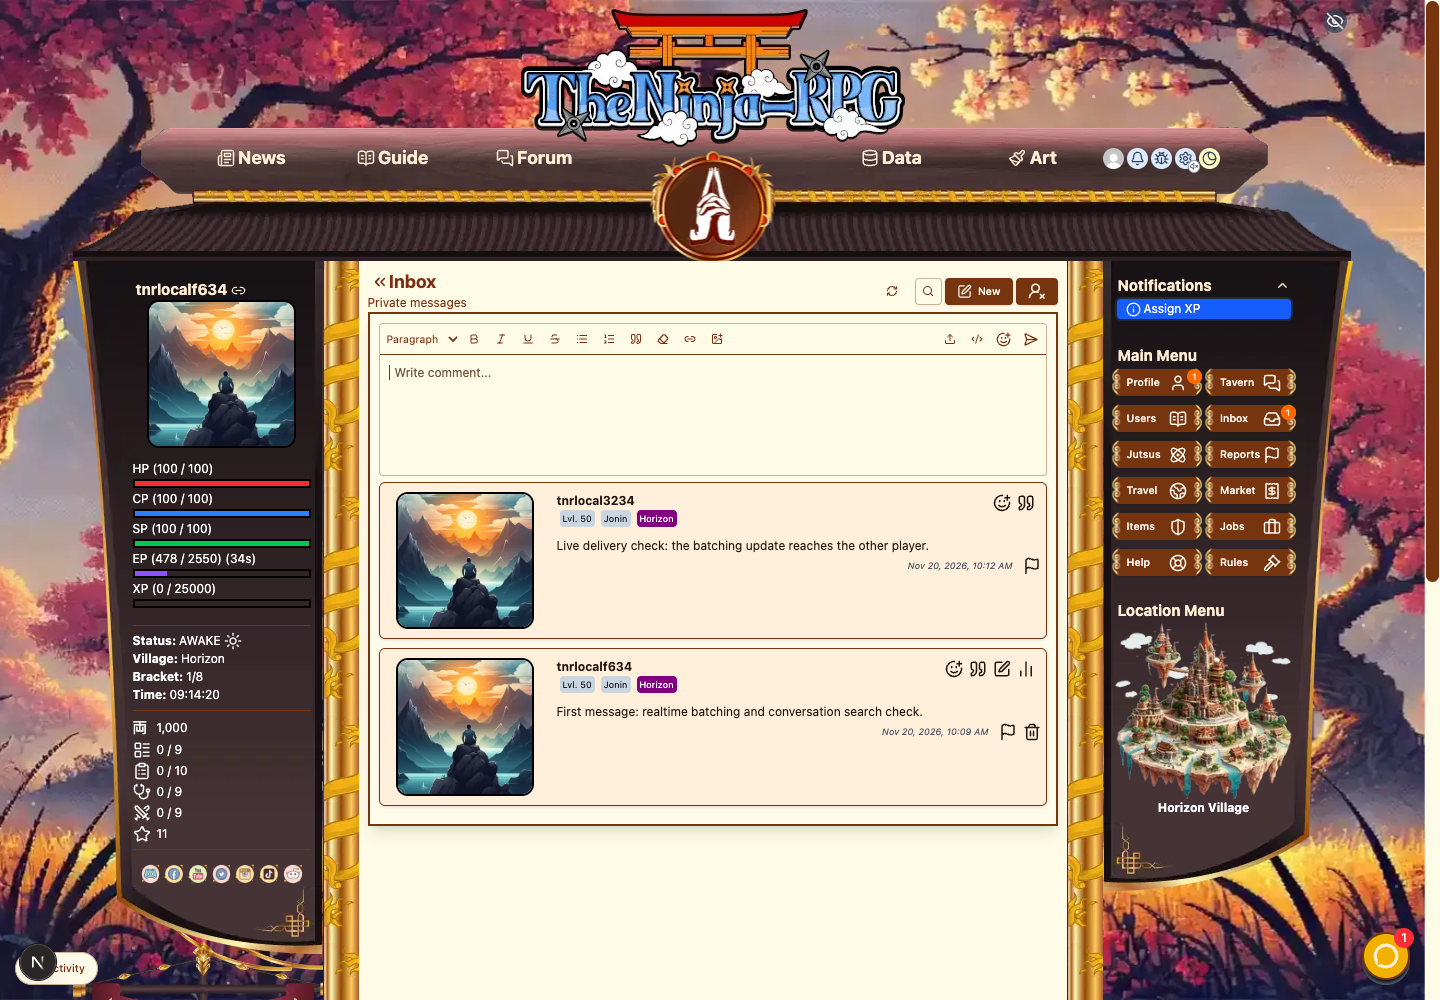 TheNinja-RPG
News
Guide
Forum
Data
Art
tnrlocalf634
HP (100 / 100)
CP (100 / 100)
SP (100 / 100)
EP (478 / 2550) (34s)
XP (0 / 25000)
Status: AWAKE
Village: Horizon
Bracket: 1/8
Time: 09:14:20
両 1,000
0 / 9
0 / 10
0 / 9
0 / 9
11
N
ctivity
Inbox
Private messages
New
Paragraph
Write comment...
tnrlocal3234
Lvl. 50 Jonin Horizon
Live delivery check: the batching update reaches the other player.
Nov 20, 2026, 10:12 AM
tnrlocalf634
Lvl. 50 Jonin Horizon
First message: realtime batching and conversation search check.
Nov 20, 2026, 10:09 AM
Notifications
Assign XP
Main Menu
Profile 1
Tavern
Users
Inbox 1
Jutsus
Reports
Travel
Market
Items
Jobs
Help
Rules
Location Menu
Horizon Village
1